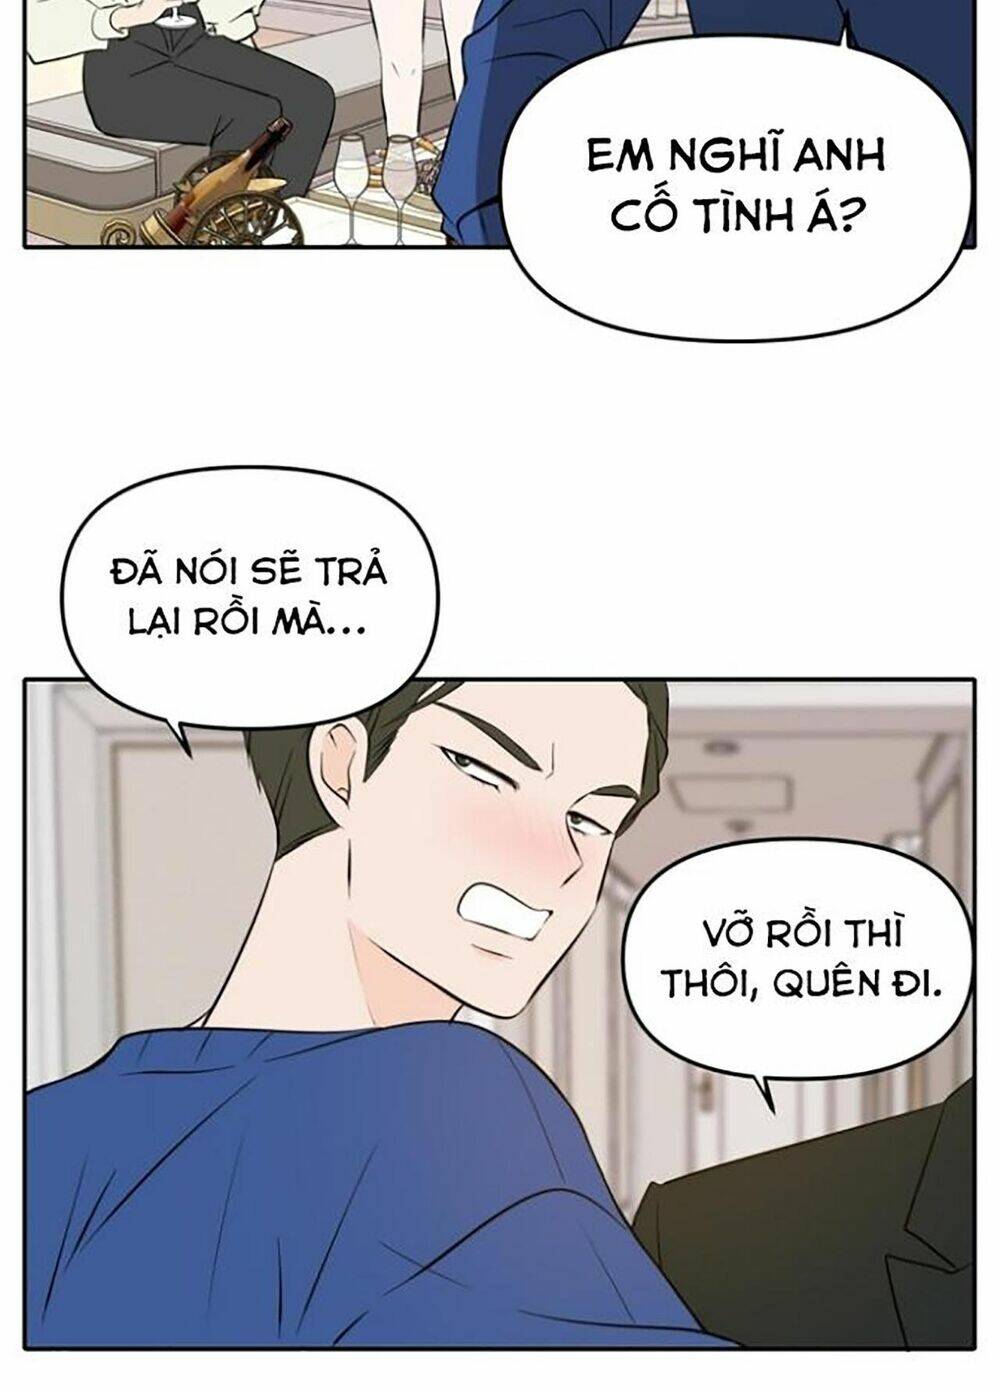 EM NGHĨ ANH
CỐ TÌNH Á?
ĐÃ NÓI SẼ TRẢ
LẠI RỒI MÀ...
VỠ RỒI THÌ
THÔI, QUÊN ĐI.